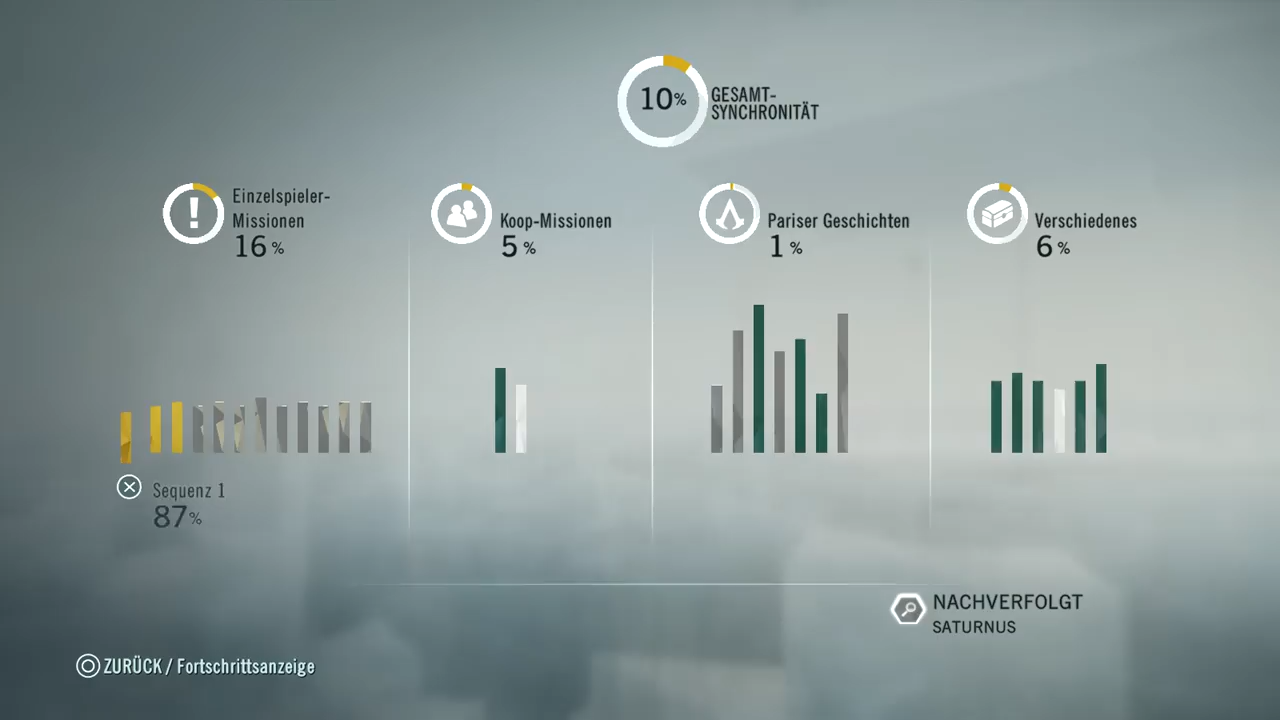 10%
GESAMT-
SYNCHRONITÄT
Einzelspieler-
Missionen
16 %
Koop-Missionen
5 %
Pariser Geschichten
1 %
Verschiedenes
6 %
Sequenz 1
87%
NACHVERFOLGT
SATURNUS
ZURÜCK / Fortschrittsanzeige